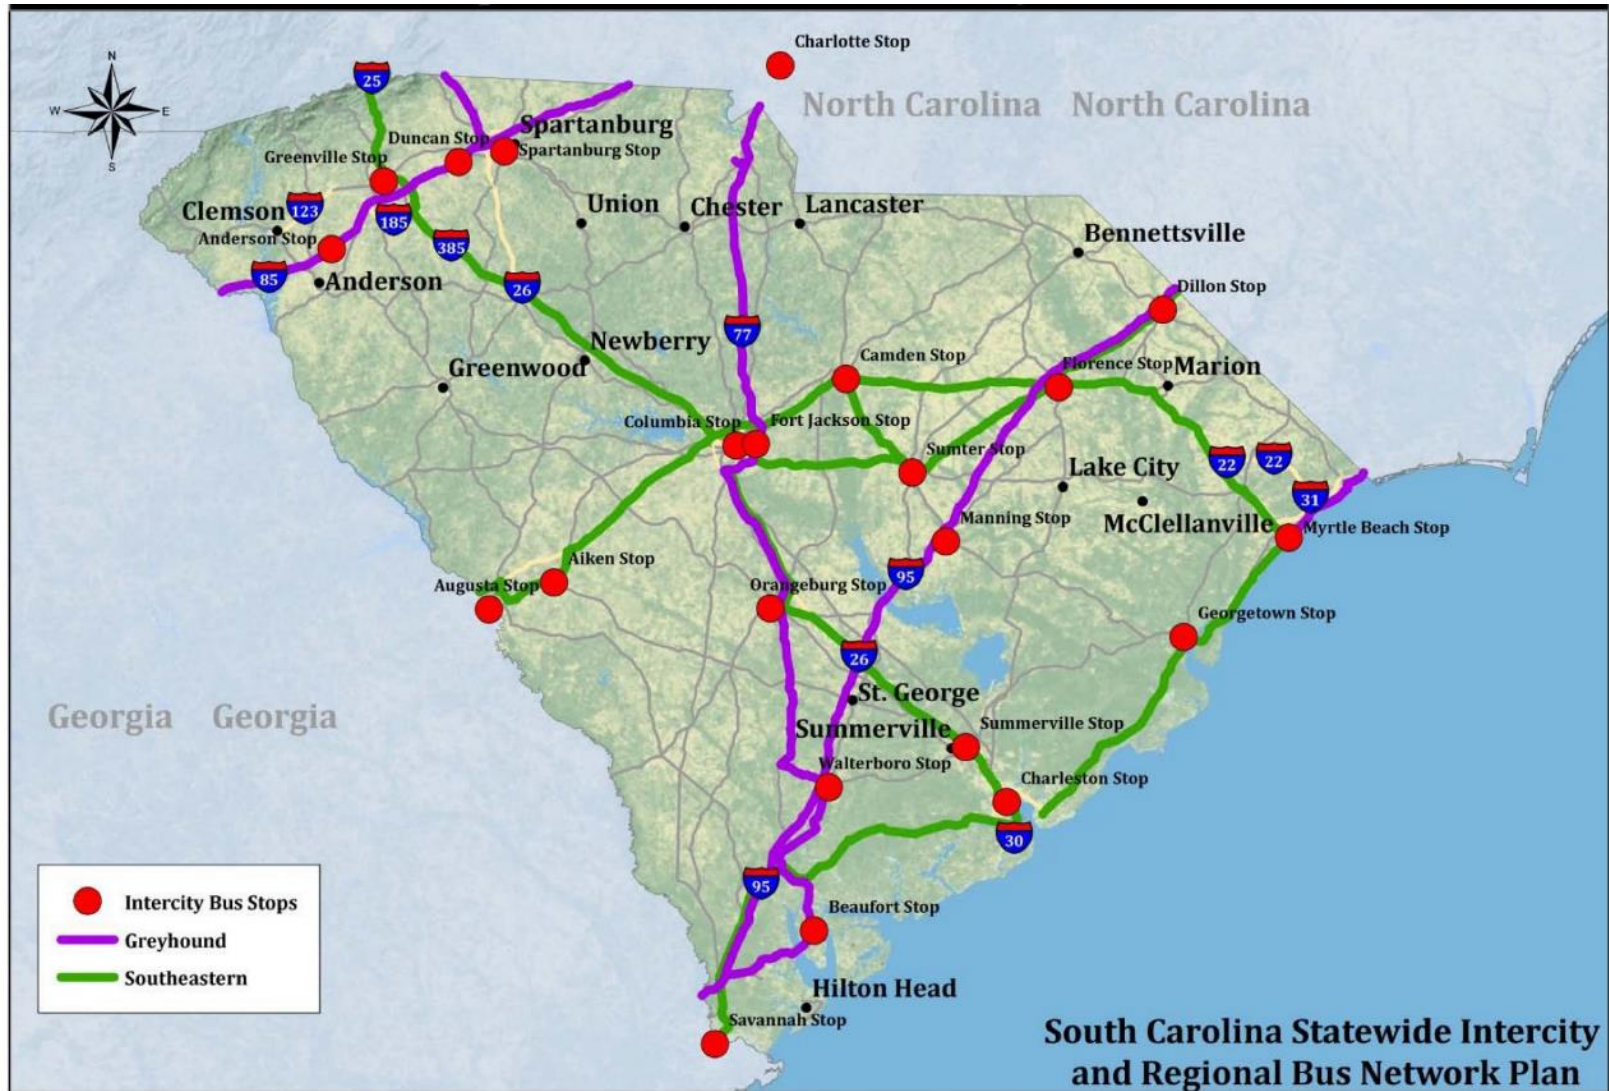 Charlotte Stop
N
W
E
S
25
North Carolina
North Carolina
Spartanburg
Duncan Stop
Spartanburg Stop
Greenville Stop
123
185
Clemson
Union
Chester
Lancaster
Anderson Stop
385
Bennettsville
85
Anderson
26
Dillon Stop
77
Newberry
Camden Stop
Florence Stop
Marion
Greenwood
Columbia Stop
Fort Jackson Stop
Sumter Stop
22
22
Lake City
31
McClellanville
Manning Stop
Myrtle Beach Stop
Aiken Stop
Augusta Stop
Orangeburg Stop
95
Georgetown Stop
26
St. George
Georgia
Georgia
Summerville
Summerville Stop
Walterboro Stop
Charleston Stop
30
95
Beaufort Stop
Intercity Bus Stops
Greyhound
Southeastern
Hilton Head
Savannah Stop
South Carolina Statewide Intercity
and Regional Bus Network Plan